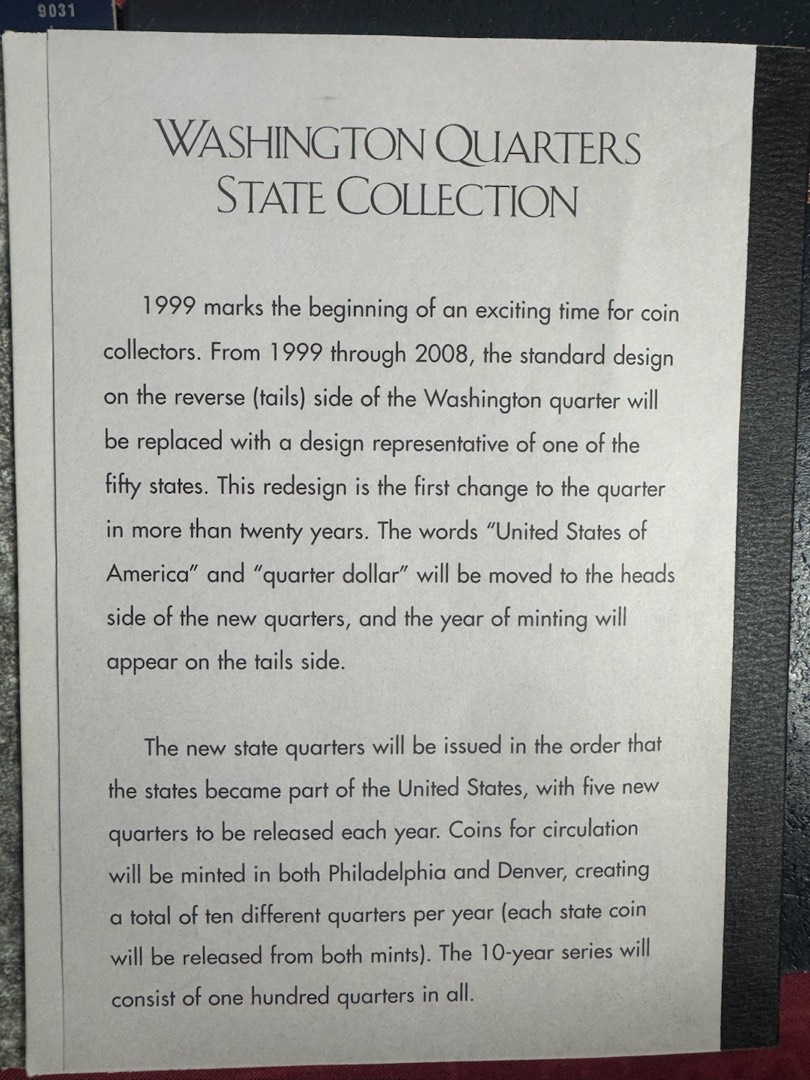 9031
WASHINGTON QUARTERS
STATE COLLECTION
1999 marks the beginning of an exciting time for coin
collectors. From 1999 through 2008, the standard design
on the reverse (tails) side of the Washington quarter will
be replaced with a design representative of one of the
fifty states. This redesign is the first change to the quarter
in more than twenty years. The words "United States of
America" and "quarter dollar" will be moved to the heads
side of the new quarters, and the year of minting will
appear on the tails side.
The new state quarters will be issued in the order that
the states became part of the United States, with five new
quarters to be released each year. Coins for circulation
will be minted in both Philadelphia and Denver, creating
a total of ten different quarters per year (each state coin
will be released from both mints). The 10-year series will
consist of one hundred quarters in all.